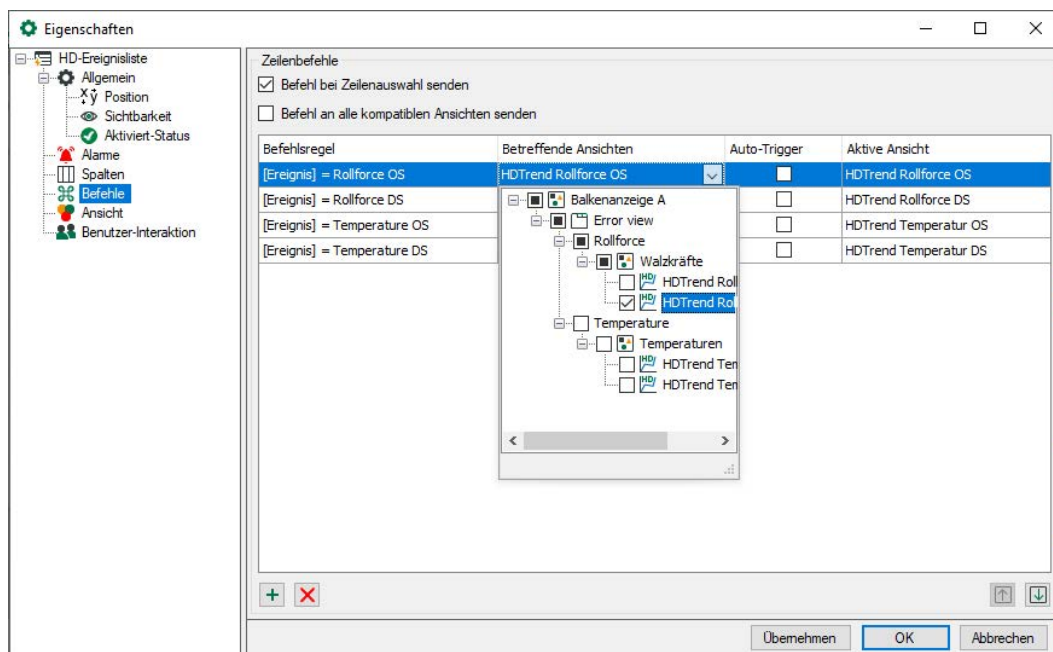 Eigenschaften
HD-Ereignisliste
Allgemein
Position
Sichtbarkeit
Aktiviert-Status
Alarme
Spalten
Befehle
Ansicht
Benutzer-Interaktion
Zeilenbefehle
Befehl bei Zeilenauswahl senden
Befehl an alle kompatiblen Ansichten senden
Befehlsregel Betreffende Ansichten Auto-Trigger Aktive Ansicht
[Ereignis] = Rollforce OS HDTrend Rollforce OS HDTrend Rollforce OS
[Ereignis] = Rollforce DS HDTrend Rollforce DS
[Ereignis] = Temperature OS HDTrend Temperatur OS
[Ereignis] = Temperature DS HDTrend Temperatur DS
Balkenanzeige A
Error view
Rollforce
Walzkräfte
HDTrend Roll
HDTrend Rol
Temperature
Temperaturen
HDTrend Ten
HDTrend Ten
Übernehmen OK Abbrechen